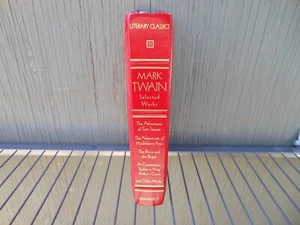 LITERARY CLASSICS
MARK
TWAIN
Selected
Works
The Adventures
of Tom Sawyer
The Adventures of
Huckleberry Finn
The Prince and
the Pauper
A Connecticut
Yankee in King
Arthur's Court
and Other Works